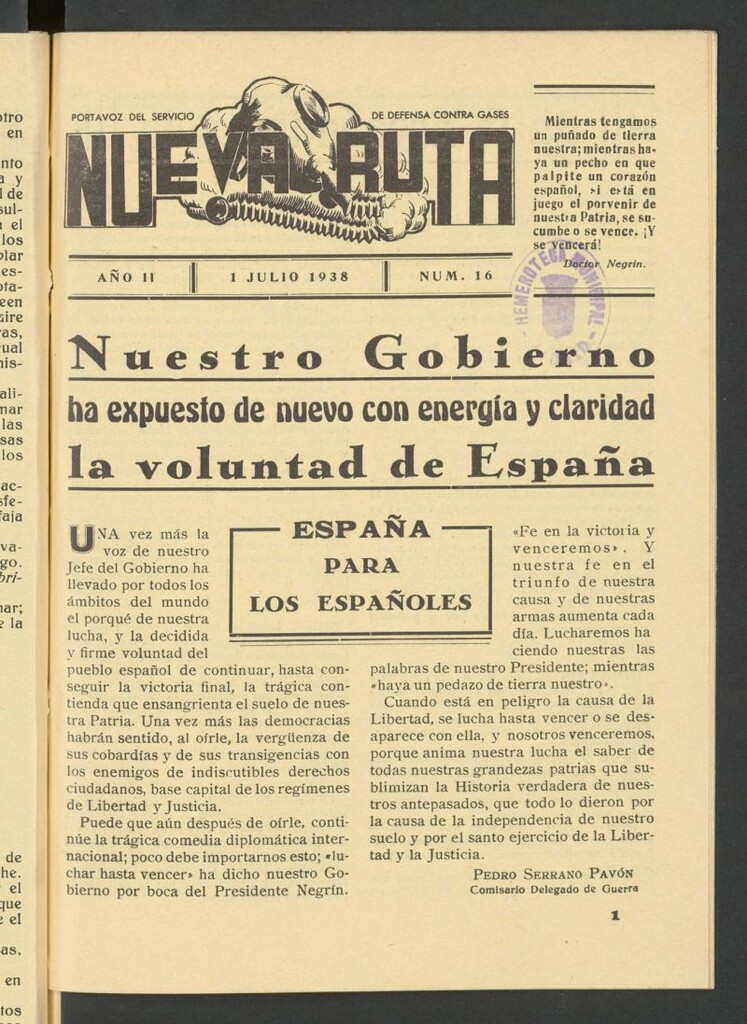 PORTAVOZ DEL SERVICIO DE DEFENSA CONTRA GASES
NUEVA RUTA
AÑO II
1 JULIO 1938
NUM. 16
Mientras tengamos
un puñado de tierra
nuestra; mientras ha-
ya un pecho en que
palpite un corazón
español, si está en
juego el porvenir de
nuestra Patria, se su-
cumbe o se vence. ¡Y
se vencerá!
Doctor Negrín.
HEMEROTECA MUNICIPAL
Nuestro Gobierno
ha expuesto de nuevo con energía y claridad
la voluntad de España
ESPAÑA
PARA
LOS ESPAÑOLES
UNA vez más la
voz de nuestro
Jefe del Gobierno ha
llevado por todos los
ámbitos del mundo
el porqué de nuestra
lucha, y la decidida
y firme voluntad del
pueblo español de continuar, hasta con-
seguir la victoria final, la trágica con-
tienda que ensangrienta el suelo de nues-
tra Patria. Una vez más las democracias
habrán sentido, al oírle, la vergüenza de
sus cobardías y de sus transigencias con
los enemigos de indiscutibles derechos
ciudadanos, base capital de los regímenes
de Libertad y Justicia.
Puede que aún después de oírle, conti-
núe la trágica comedia diplomática inter-
nacional; poco debe importarnos esto; «lu-
char hasta vencer» ha dicho nuestro Go-
bierno por boca del Presidente Negrín.
«Fe en la victoria y
venceremos». Y
nuestra fe en el
triunfo de nuestra
causa y de nuestras
armas aumenta cada
día. Lucharemos ha
ciendo nuestras las
palabras de nuestro Presidente; mientras
«haya un pedazo de tierra nuestro».
Cuando está en peligro la causa de la
Libertad, se lucha hasta vencer o se des-
aparece con ella, y nosotros venceremos,
porque anima nuestra lucha el saber de
todas nuestras grandezas patrias que su-
blimizan la Historia verdadera de nues-
tros antepasados, que todo lo dieron por
la causa de la independencia de nuestro
suelo y por el santo ejercicio de la Liber-
tad y la Justicia.
PEDRO SERRANO PAVÓN
Comisario Delegado de Guerra
1